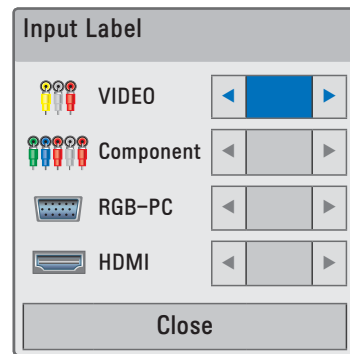 Input Label
VIDEO
Component
RGB-PC
HDMI
Close